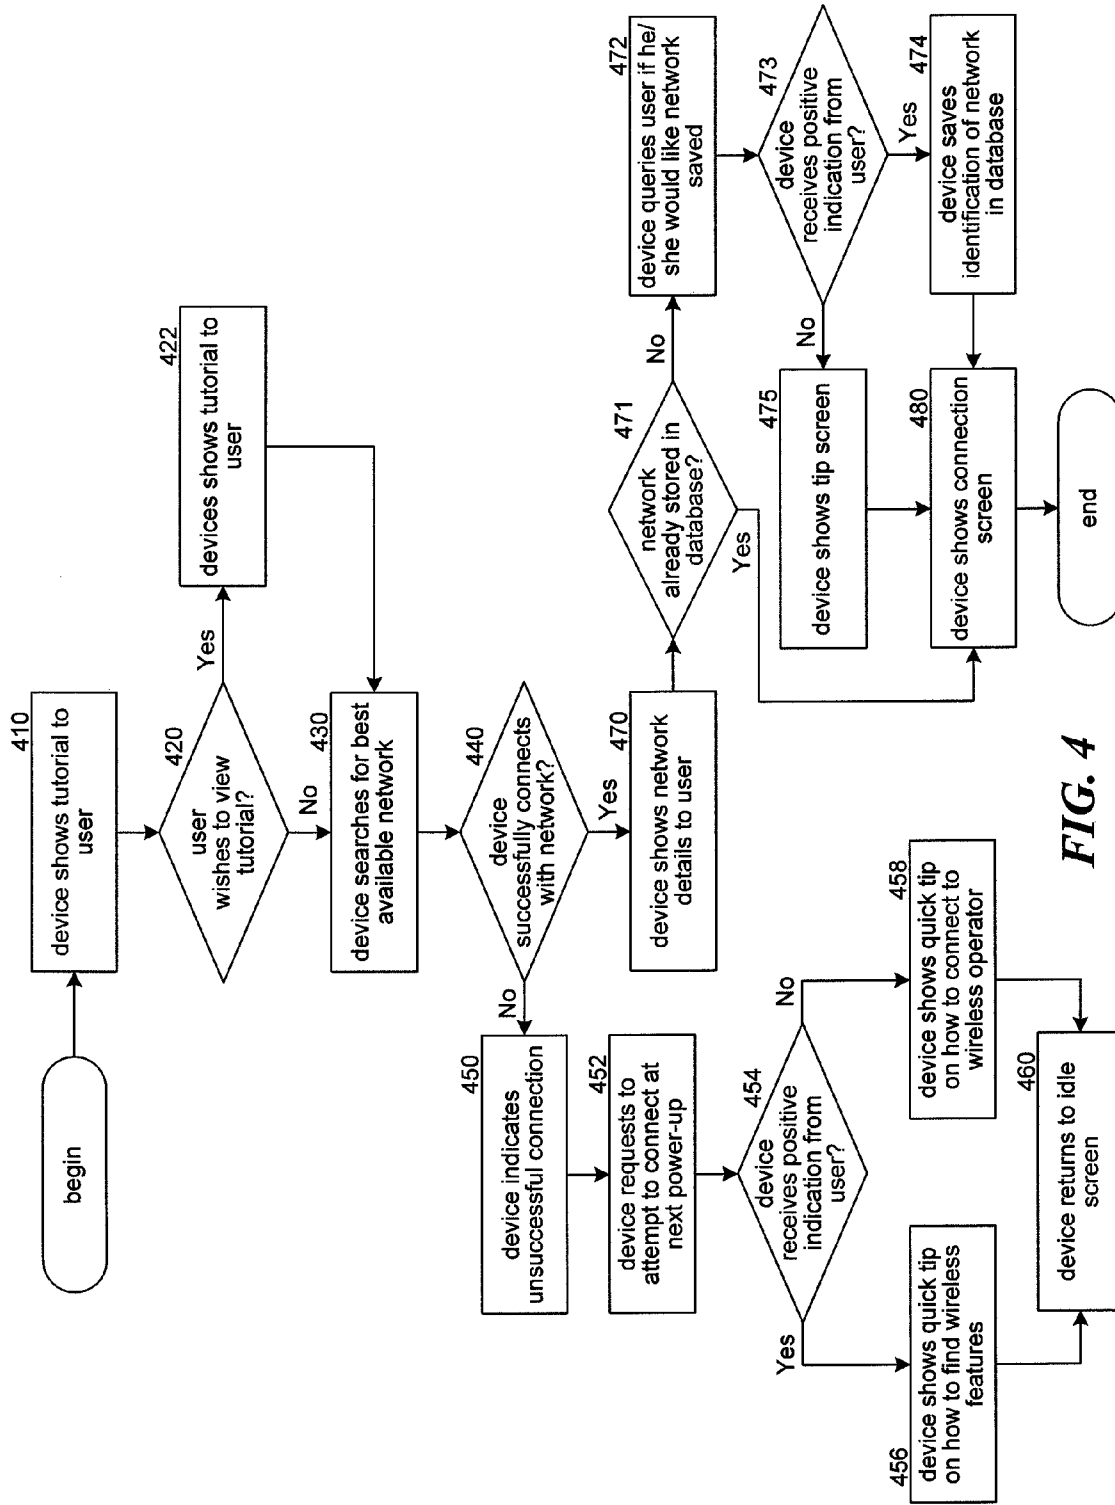 begin
410
device shows tutorial to
user
420
user
wishes to view
tutorial?
Yes
No
422
devices shows tutorial to
user
430
device searches for best
available network
440
device
successfully connects
with network?
No
Yes
450
device indicates
unsuccessful connection
452
device requests to
attempt to connect at
next power-up
454
device
receives positive
indication from
user?
Yes
No
456
device shows quick tip
on how to find wireless
features
458
device shows quick tip
on how to connect to
wireless operator
460
device returns to idle
screen
470
device shows network
details to user
471
network
already stored in
database?
No
Yes
472
device queries user if he/
she would like network
saved
473
device
receives positive
indication from
user?
No
Yes
474
device saves
identification of network
in database
475
device shows tip screen
480
device shows connection
screen
end
FIG. 4